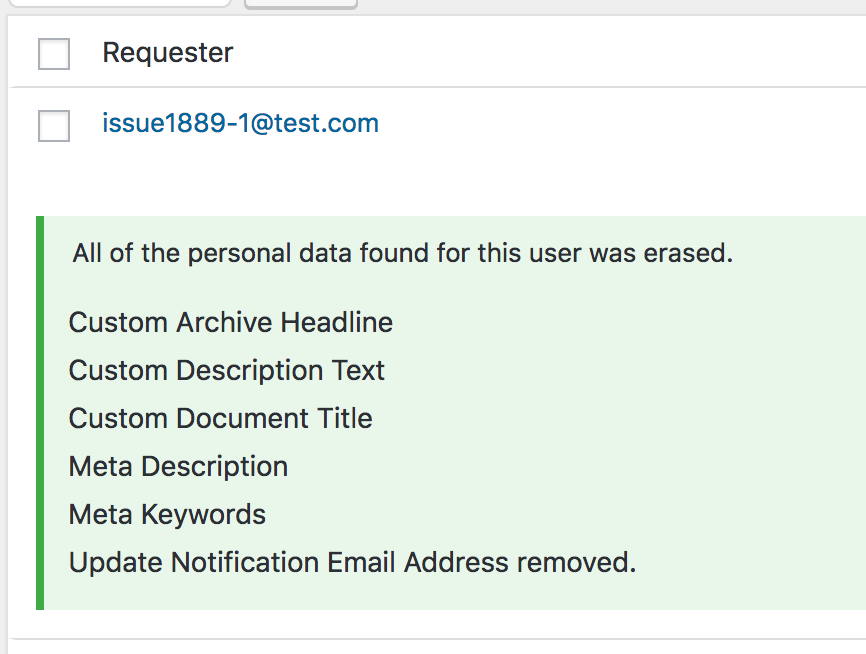 Requester
issue1889-1@test.com
All of the personal data found for this user was erased.
Custom Archive Headline
Custom Description Text
Custom Document Title
Meta Description
Meta Keywords
Update Notification Email Address removed.